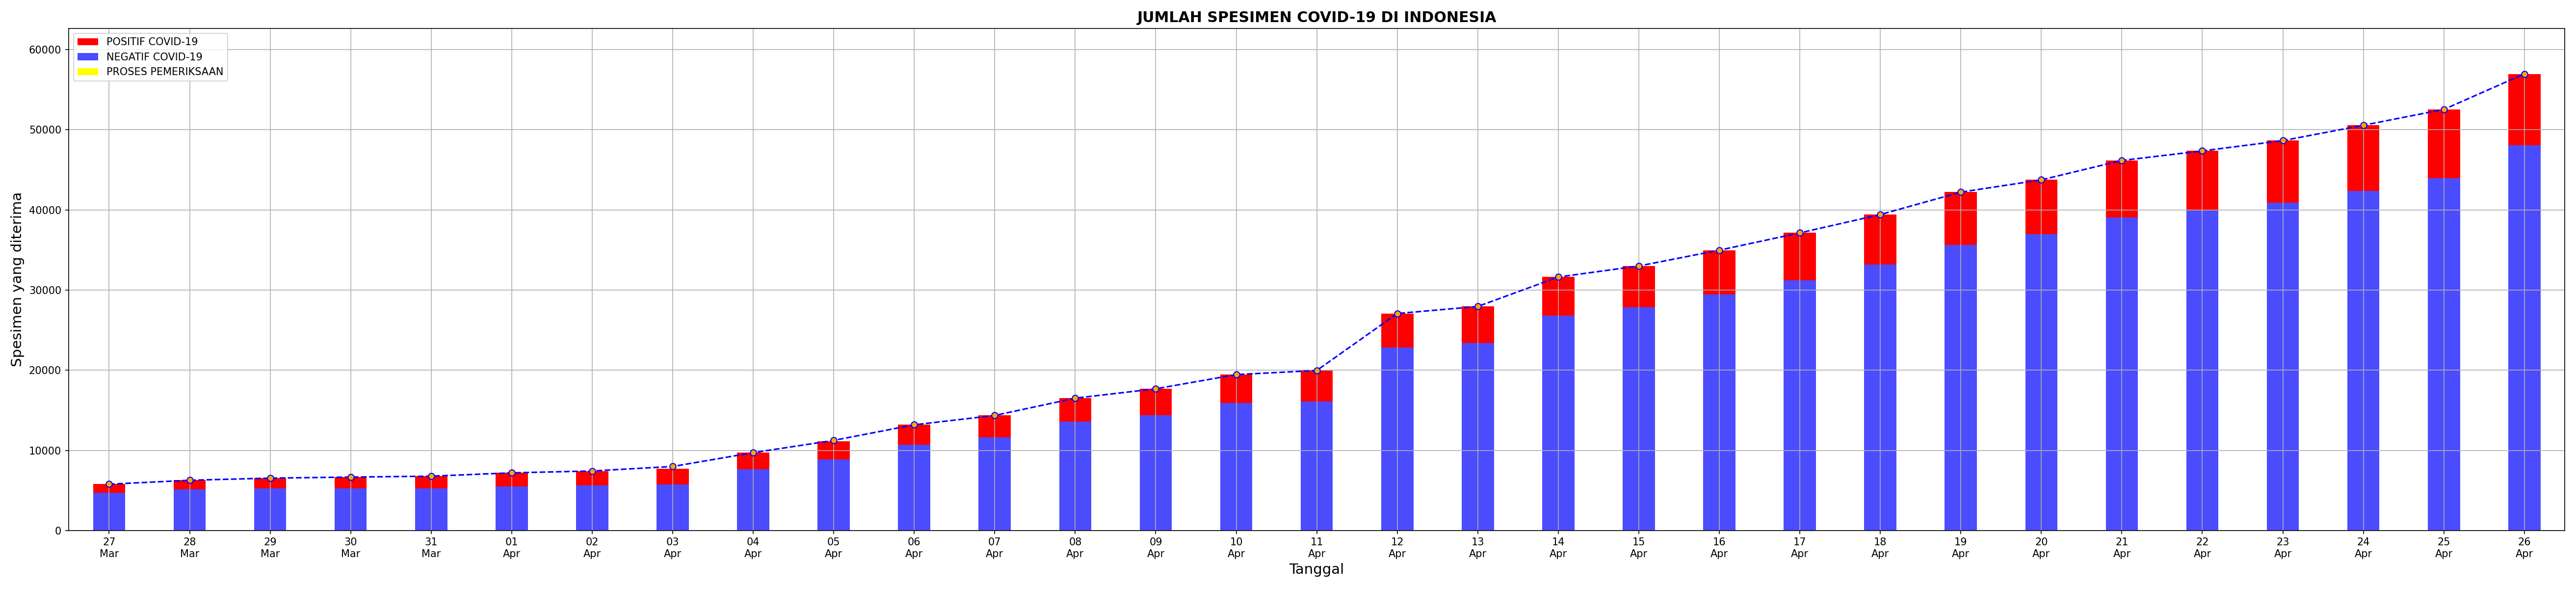 JUMLAH SPESIMEN COVID-19 DI INDONESIA
POSITIF COVID-19
NEGATIF COVID-19
PROSES PEMERIKSAAN
Spesimen yang diterima
60000
50000
40000
30000
20000
10000
0
27 28 29 30 31 01 02 03 04 05 06 07 08 09 10 11 12 13 14 15 16 17 18 19 20 21 22 23 24 25 26
Mar Mar Mar Mar Mar Apr Apr Apr Apr Apr Apr Apr Apr Apr Apr Apr Apr Apr Apr Apr Apr Apr Apr Apr Apr Apr Apr Apr Apr Apr Apr
Tanggal